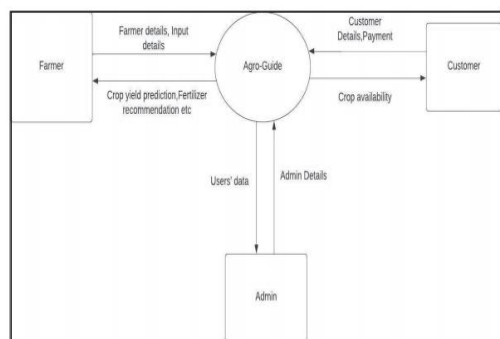 Farmer details, Input
details
Customer
Details,Payment
Farmer
Agro-Guide
Customer
Crop yield prediction,Fertilizer
recommendation etc
Crop availability
Users' data
Admin Details
Admin